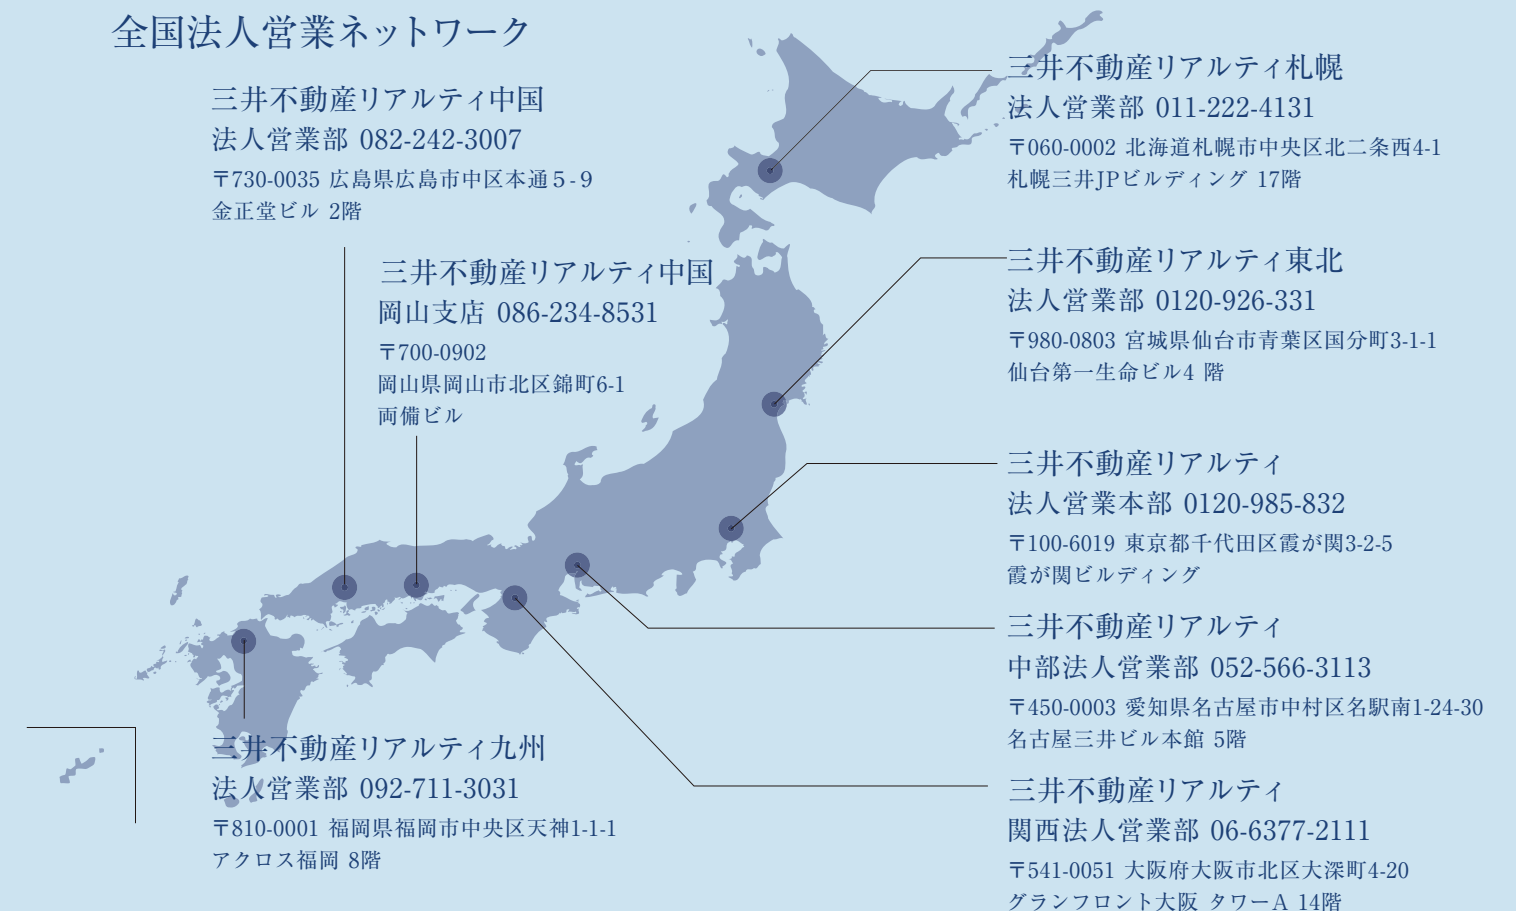 全国法人営業ネットワーク
三井不動産リアルティ中国
法人営業部 082-242-3007
〒730-0035 広島県広島市中区本通５-９
金正堂ビル 2階
三井不動産リアルティ中国
岡山支店 086-234-8531
〒700-0902
岡山県岡山市北区錦町6-1
両備ビル
三井不動産リアルティ九州
法人営業部 092-711-3031
〒810-0001 福岡県福岡市中央区天神1-1-1
アクロス福岡 8階
三井不動産リアルティ札幌
法人営業部 011-222-4131
〒060-0002 北海道札幌市中央区北二条西4-1
札幌三井JPビルディング 17階
三井不動産リアルティ東北
法人営業部 0120-926-331
〒980-0803 宮城県仙台市青葉区国分町3-1-1
仙台第一生命ビル4 階
三井不動産リアルティ
法人営業本部 0120-985-832
〒100-6019 東京都千代田区霞が関3-2-5
霞が関ビルディング
三井不動産リアルティ
中部法人営業部 052-566-3113
〒450-0003 愛知県名古屋市中村区名駅南1-24-30
名古屋三井ビル本館 5階
三井不動産リアルティ
関西法人営業部 06-6377-2111
〒541-0051 大阪府大阪市北区大深町4-20
グランフロント大阪 タワーA 14階